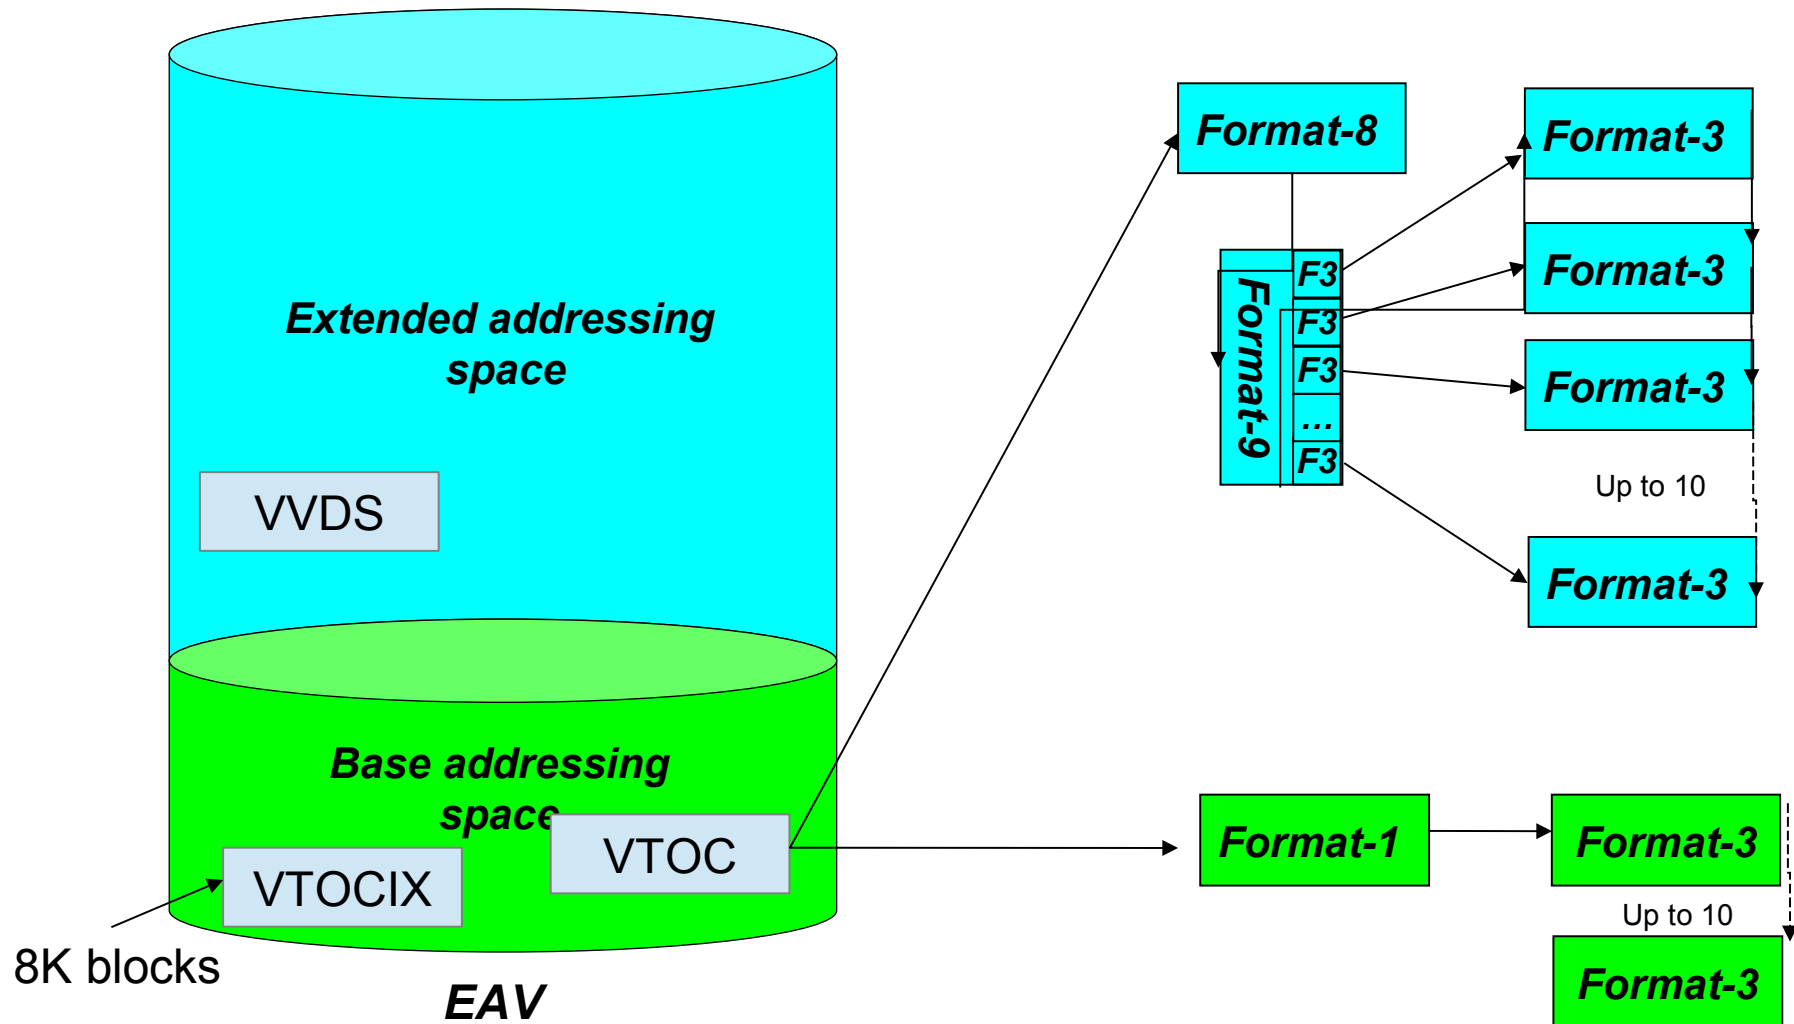 Extended addressing
space
VVDS
Base addressing
space
VTOC
VTOCIX
8K blocks
EAV
Format-8
Format-9
F3
F3
F3
...
F3
Format-3
Format-3
Format-3
Up to 10
Format-3
Format-1
Format-3
Up to 10
Format-3